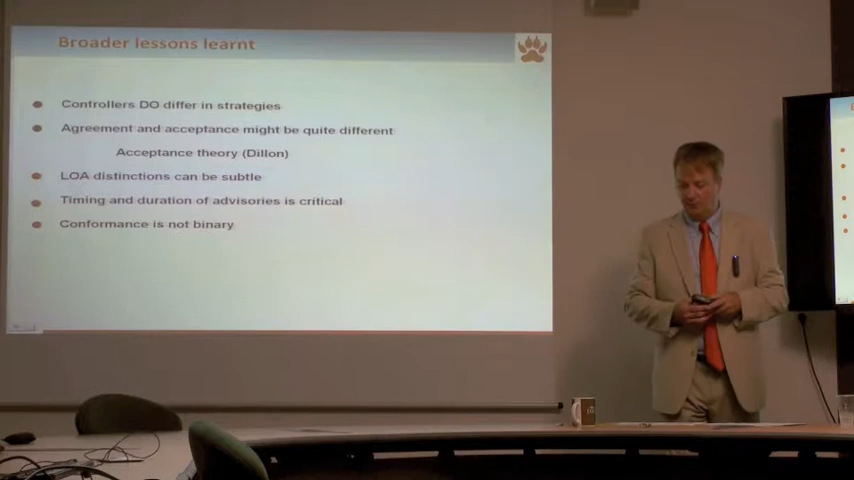 Broader lessons learnt
Controllers DO differ in strategies
Agreement and acceptance might be quite different
Acceptance theory (Dillon)
LOA distinctions can be subtle
Timing and duration of advisories is critical
Conformance is not binary